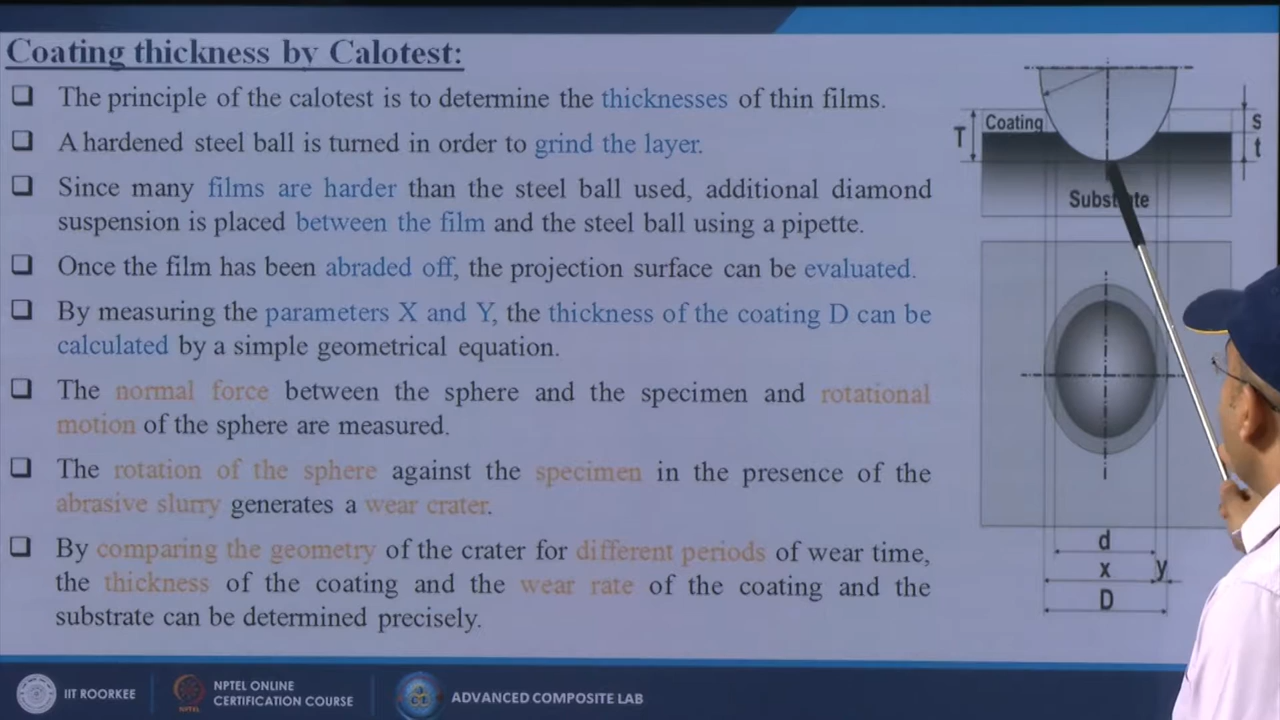 Coating thickness by Calotest:
The principle of the calotest is to determine the thicknesses of thin films.
A hardened steel ball is turned in order to grind the layer.
Since many films are harder than the steel ball used, additional diamond
suspension is placed between the film and the steel ball using a pipette.
Once the film has been abraded off, the projection surface can be evaluated.
By measuring the parameters X and Y, the thickness of the coating D can be
calculated by a simple geometrical equation.
The normal force between the sphere and the specimen and rotational
motion of the sphere are measured.
The rotation of the sphere against the specimen in the presence of the
abrasive slurry generates a wear crater.
By comparing the geometry of the crater for different periods of wear time,
the thickness of the coating and the wear rate of the coating and the
substrate can be determined precisely.
T
Coating
s
t
Substrate
d
x
y
D
IIT ROORKEE
NPTEL ONLINE
CERTIFICATION COURSE
ADVANCED COMPOSITE LAB